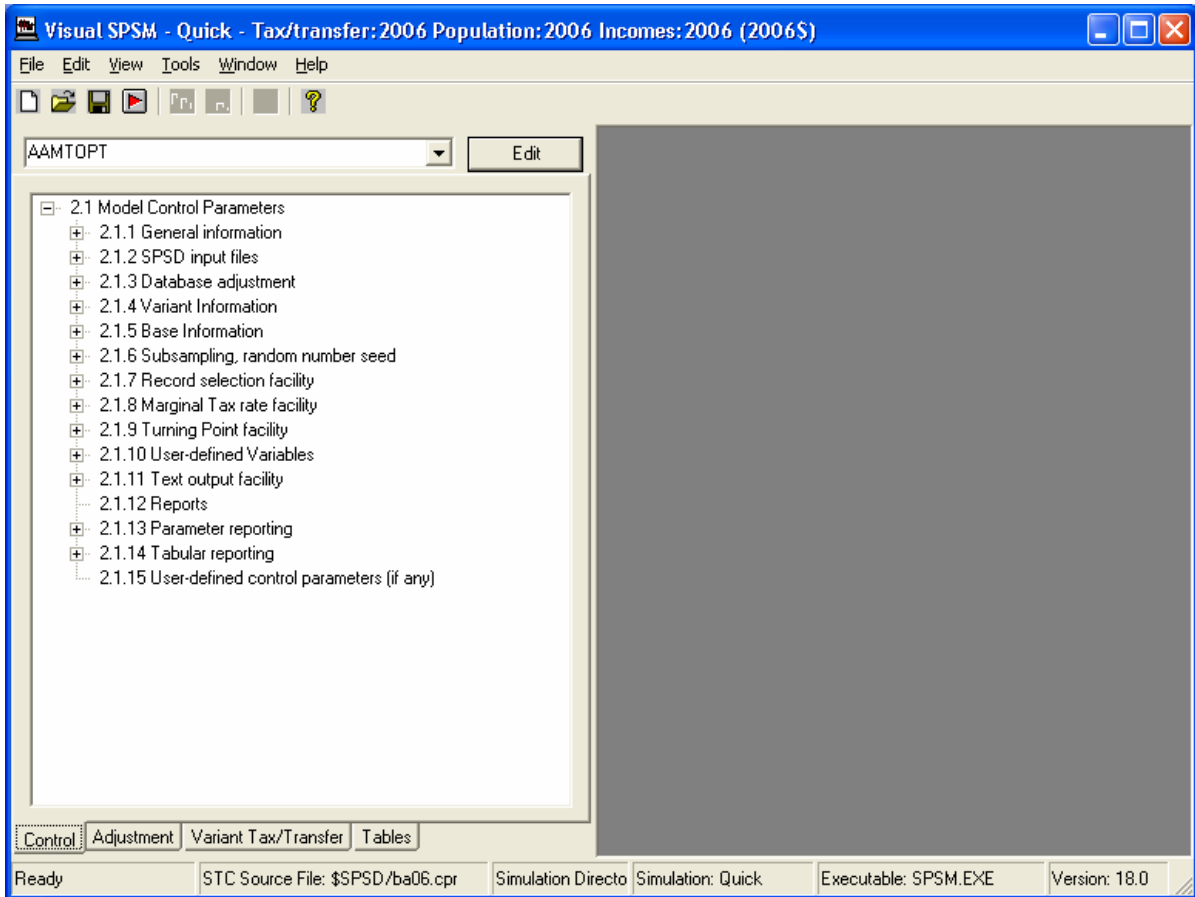 Visual SPSM - Quick - Tax/transfer:2006 Population:2006 Incomes:2006 (2006$)
File Edit View Tools Window Help
AAMTOPT
Edit
2.1 Model Control Parameters
2.1.1 General information
2.1.2 SPSD input files
2.1.3 Database adjustment
2.1.4 Variant Information
2.1.5 Base Information
2.1.6 Subsampling, random number seed
2.1.7 Record selection facility
2.1.8 Marginal Tax rate facility
2.1.9 Turning Point facility
2.1.10 User-defined Variables
2.1.11 Text output facility
2.1.12 Reports
2.1.13 Parameter reporting
2.1.14 Tabular reporting
2.1.15 User-defined control parameters (if any)
Control Adjustment Variant Tax/Transfer Tables
Ready STC Source File: $SPSD/ba06.cpr Simulation Directo Simulation: Quick Executable: SPSM.EXE Version: 18.0